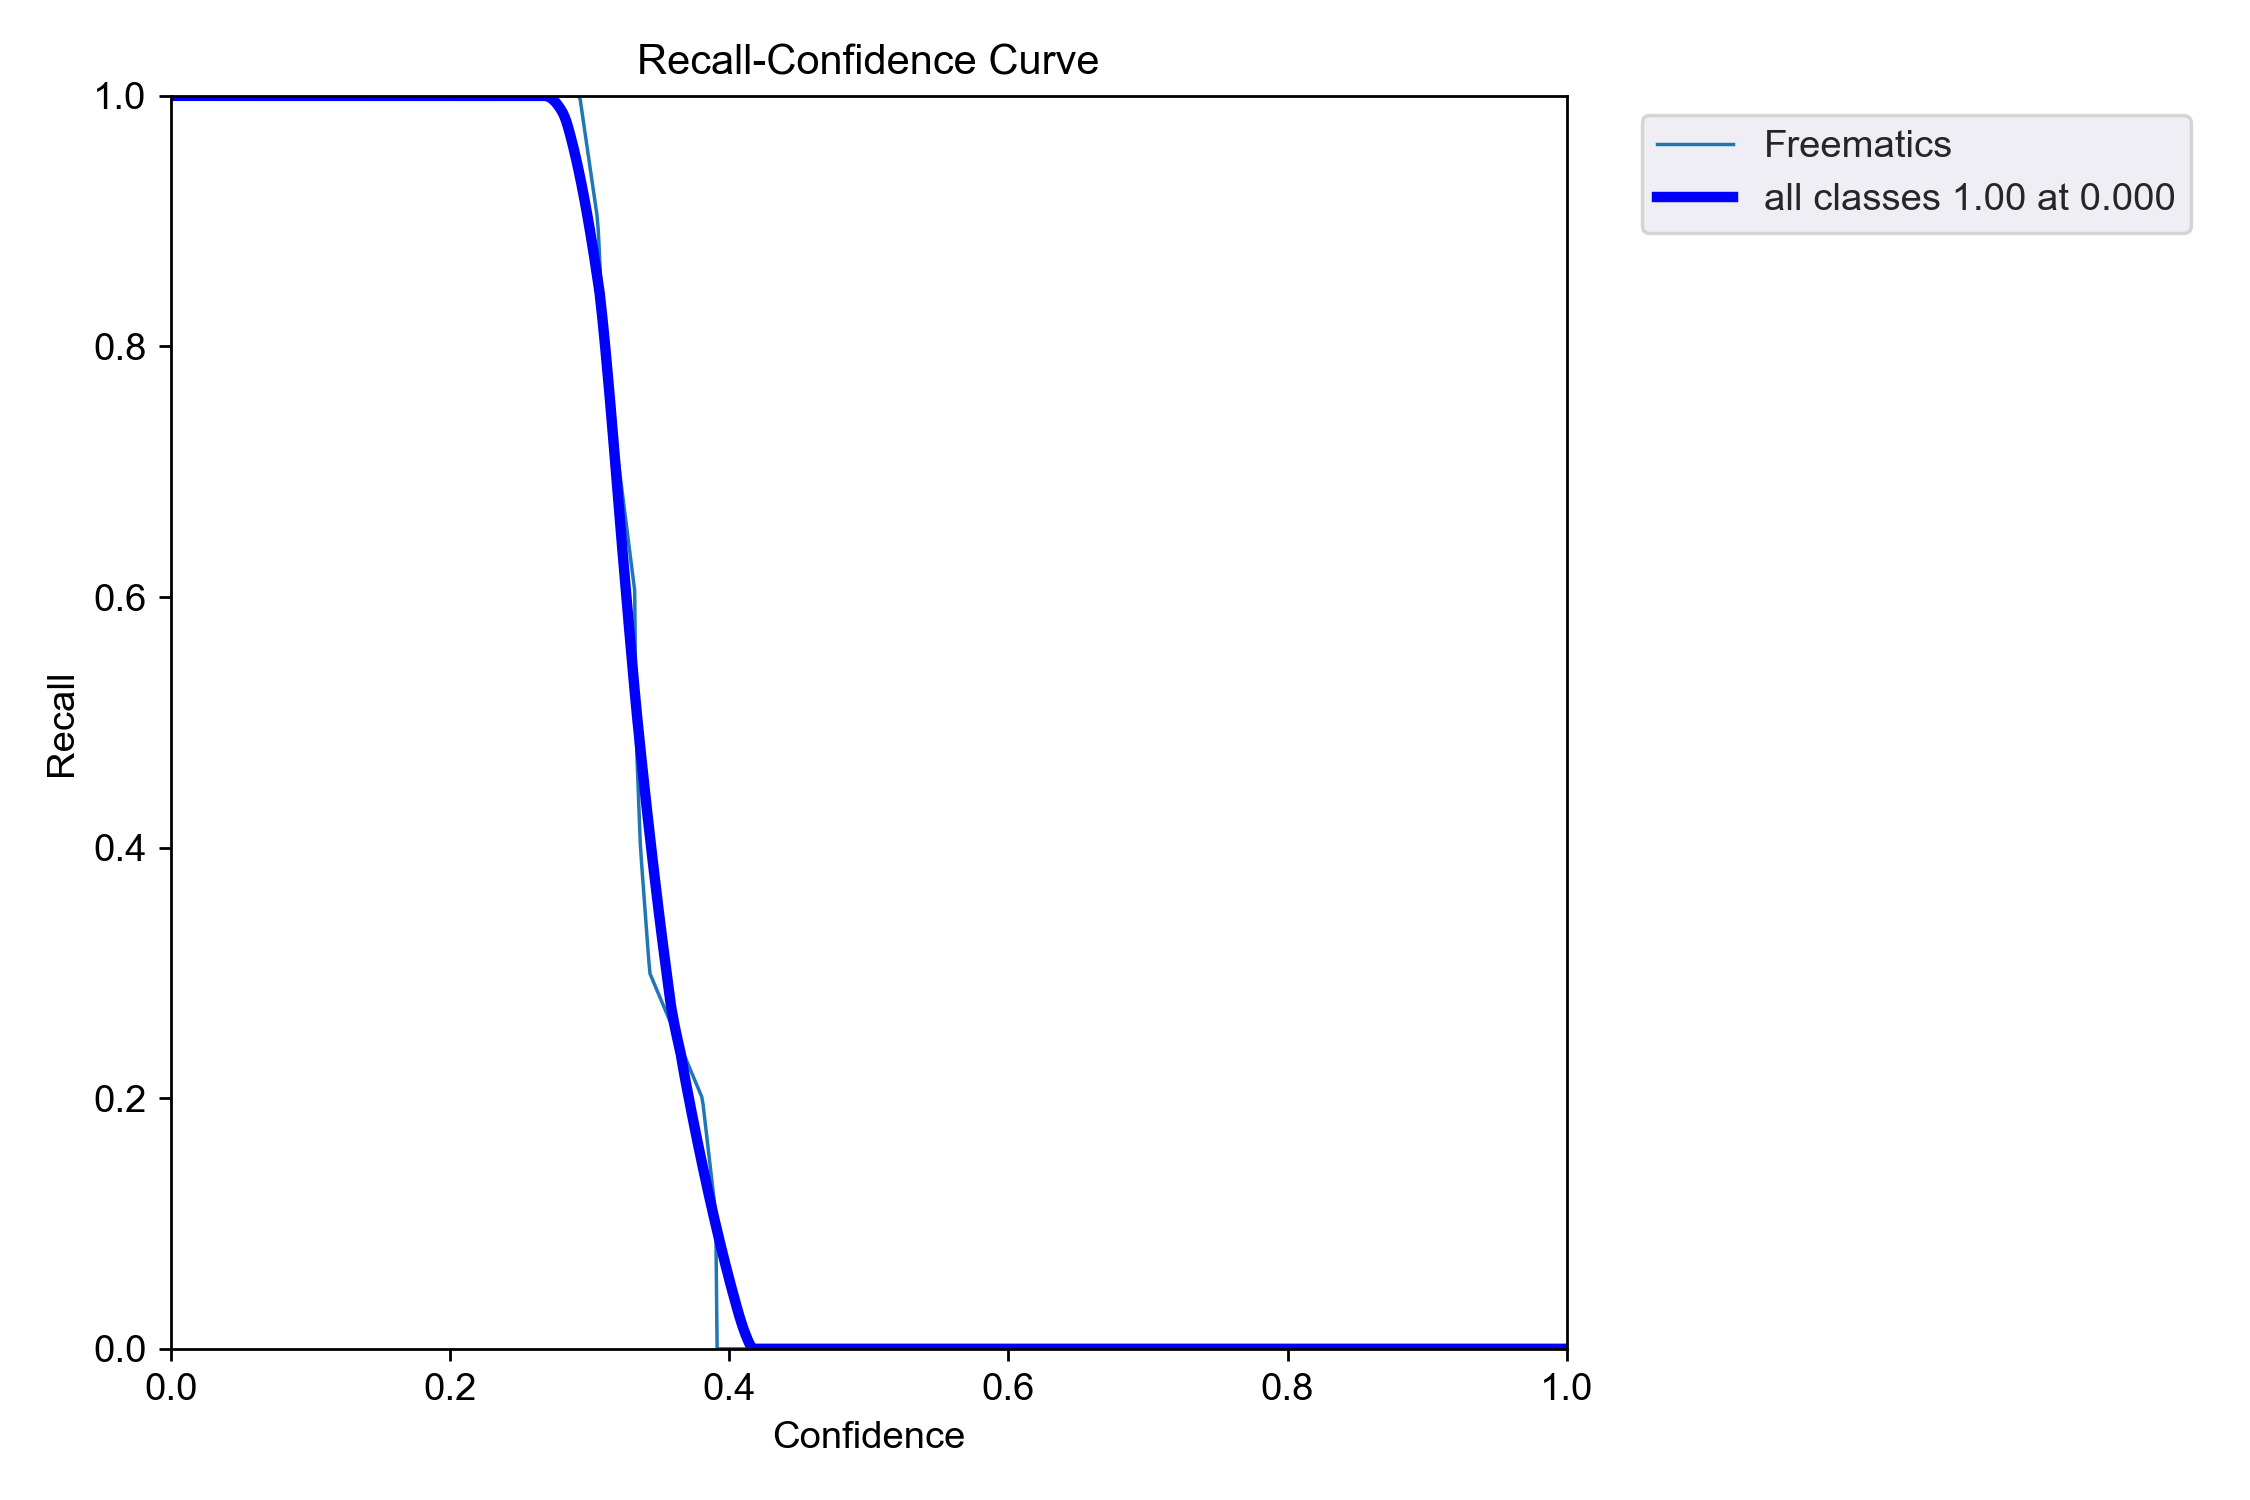 Recall-Confidence Curve
1.0
0.8
0.6
0.4
0.2
0.0
Recall
0.0 0.2 0.4 0.6 0.8 1.0
Confidence
Freematics
all classes 1.00 at 0.000